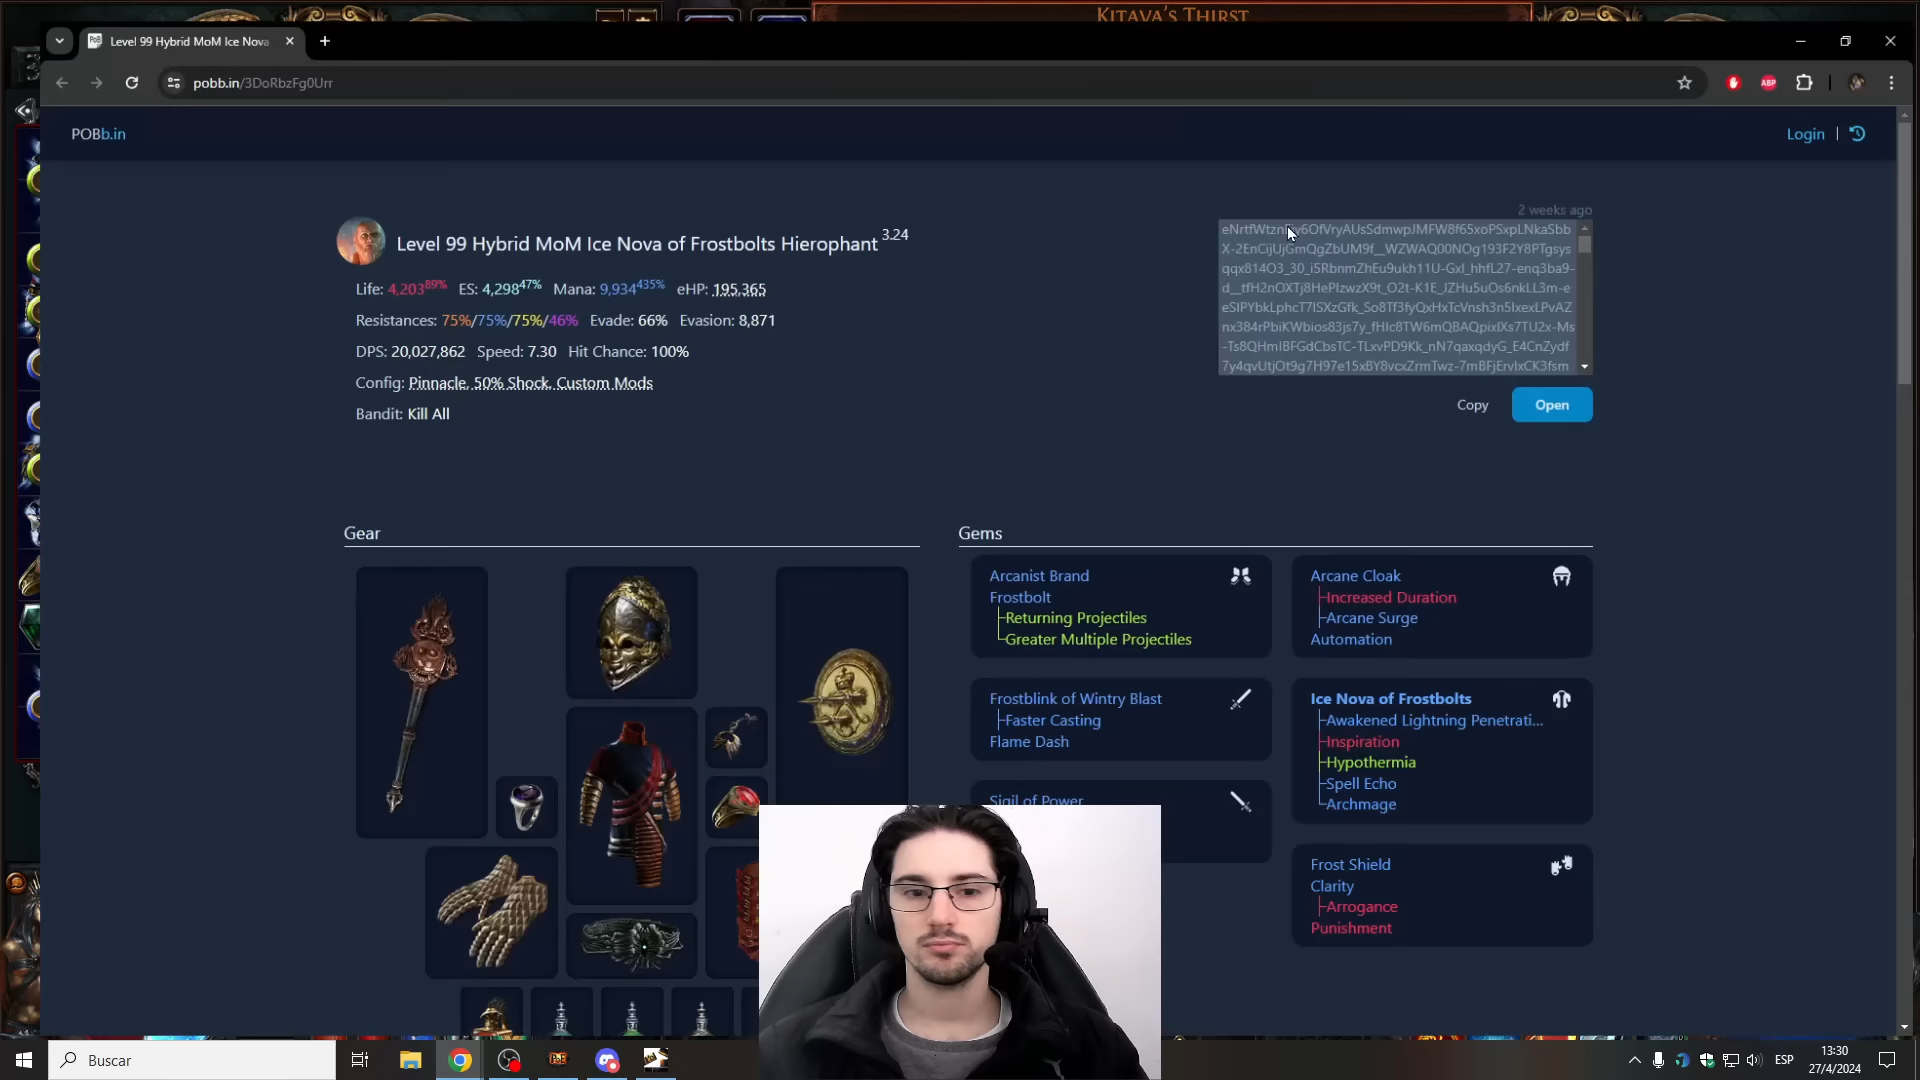 KITAVA'S THIRST
Level 99 Hybrid MoM Ice Nova
pobb.in/3DoRbzFg0Urr
ABP
POBb.in
Login
Level 99 Hybrid MoM Ice Nova of Frostbolts Hierophant 3.24
Life: 4,203 89% ES: 4,298 47% Mana: 9,934 435% eHP: 195,365
Resistances: 75%/75%/75%/46% Evade: 66% Evasion: 8,871
DPS: 20,027,862 Speed: 7.30 Hit Chance: 100%
Config: Pinnacle, 50% Shock, Custom Mods
Bandit: Kill All
2 weeks ago
Copy
Open
Gear
Gems
Arcanist Brand
Frostbolt
Returning Projectiles
Greater Multiple Projectiles
Frostblink of Wintry Blast
Faster Casting
Flame Dash
Sigil of Power
Arcane Cloak
Increased Duration
Arcane Surge
Automation
Ice Nova of Frostbolts
Awakened Lightning Penetrati...
Inspiration
Hypothermia
Spell Echo
Archmage
Frost Shield
Clarity
Arrogance
Punishment
Buscar
ESP
13:30
27/4/2024